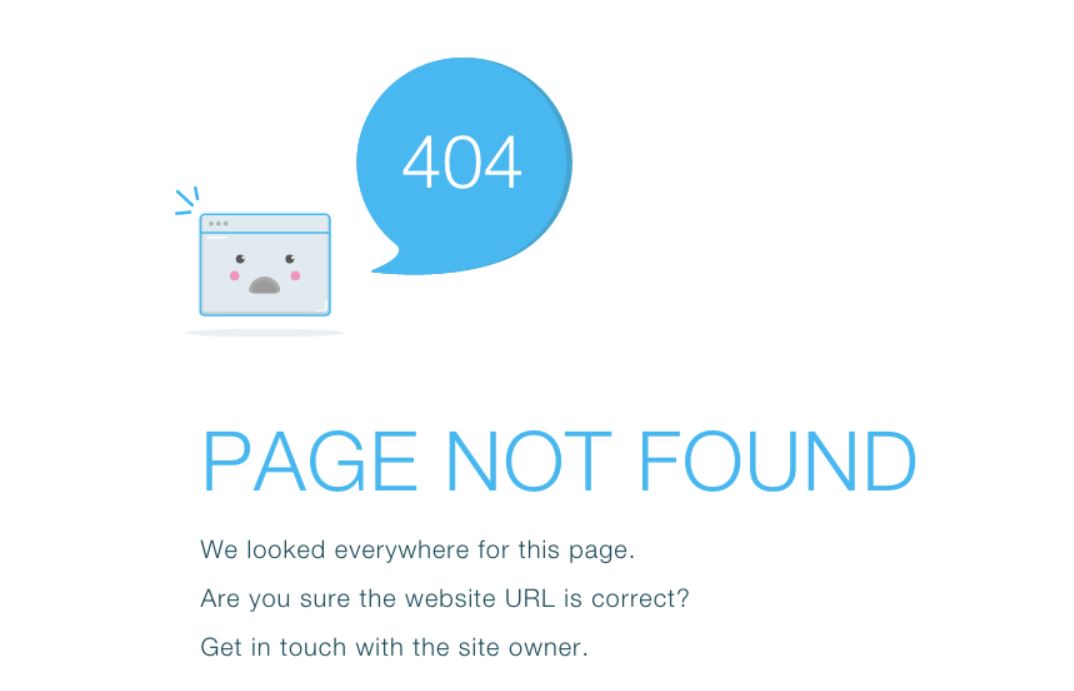 404
PAGE NOT FOUND
We looked everywhere for this page.
Are you sure the website URL is correct?
Get in touch with the site owner.